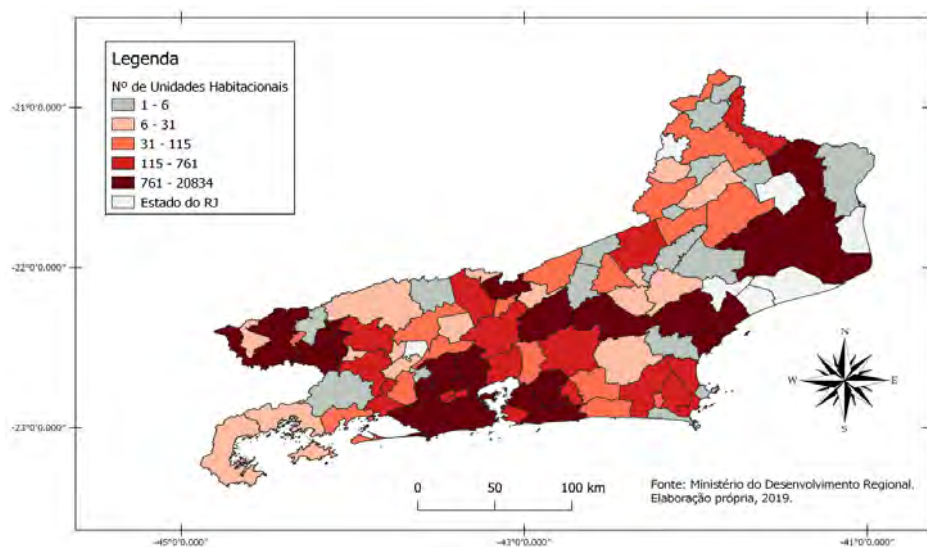 Legenda
Nº de Unidades Habitacionais
1 - 6
6 - 31
31 - 115
115 - 761
761 - 20834
Estado do RJ
-21°0'0.000"
-22°0'0.000"
-23°0'0.000"
N
W
E
S
0 50 100 km
Fonte: Ministério do Desenvolvimento Regional.
Elaboração própria, 2019.
-45°0'0.000" -43°0'0.000" -41°0'0.000"